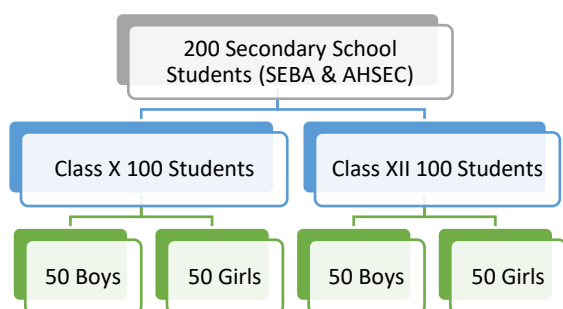 200 Secondary School
Students (SEBA & AHSEC)
Class X 100 Students
Class XII 100 Students
50 Boys
50 Girls
50 Boys
50 Girls